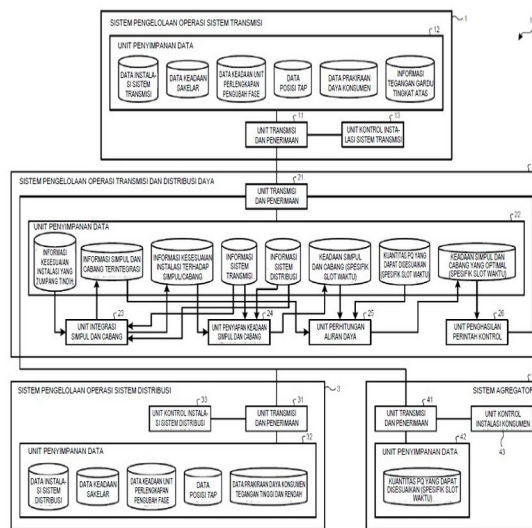 SISTEM PENGELOLAAN OPERASI SISTEM TRANSMISI
1
1
UNIT PENYIMPANAN DATA
12
DATA INSTALA-
SI SISTEM
TRANSMISI
DATA KEADAAN
SAKELAR
DATA KEADAAN UNIT
PERLENGKAPAN
PENGUBAH FASE
DATA
POSISI TAP
DATA PRAKIRAAN
DAYA KONSUMEN
INFORMASI
TEGANGAN GARDU
TINGKAT ATAS
11
13
UNIT TRANSMISI
DAN PENERIMAAN
UNIT KONTROL INSTA-
LASI SISTEM TRANSMISI
SISTEM PENGELOLAAN OPERASI TRANSMISI DAN DISTRIBUSI DAYA
21
UNIT TRANSMISI
DAN PENERIMAAN
22
UNIT PENYIMPANAN DATA
INFORMASI
KESESUAIAN
INSTALASI YANG
TUMPANG TINDIH
INFORMASI SIMPUL DAN
CABANG TERINTEGRASI
INFORMASI KESESUAIAN
INSTALASI TERHADAP
SIMPUL/CABANG
INFORMASI
SISTEM
TRANSMISI
INFORMASI
SISTEM
DISTRIBUSI
KEADAAN SIMPUL
DAN CABANG (SPESIFIK
SLOT WAKTU)
KUANTITAS PQ YANG
DAPAT DISESUAIKAN
(SPESIFIK SLOT
WAKTU)
KEADAAN SIMPUL DAN
CABANG YANG OPTIMAL
(SPESIFIK SLOT WAKTU)
23
24
25
26
UNIT INTEGRASI
SIMPUL DAN CABANG
UNIT PENYIAPAN KEADAAN
SIMPUL DAN CABANG
UNIT PERHITUNGAN
ALIRAN DAYA
UNIT PENGHASILAN
PERINTAH KONTROL
SISTEM PENGELOLAAN OPERASI SISTEM DISTRIBUSI
3
33
31
UNIT KONTROL INSTALA-
SI SISTEM DISTRIBUSI
UNIT TRANSMISI
DAN PENERIMAAN
32
UNIT PENYIMPANAN DATA
DATA INSTALA-
SI SISTEM
DISTRIBUSI
DATA KEADAAN
SAKELAR
DATA KEADAAN UNIT
PERLENGKAPAN
PENGUBAH FASE
DATA
POSISI TAP
DATA PRAKIRAAN DAYA KONSUMEN
TEGANGAN TINGGI DAN RENDAH
SISTEM AGREGATOR
41
UNIT TRANSMISI
DAN PENERIMAAN
UNIT KONTROL
INSTALASI KONSUMEN
43
42
UNIT PENYIMPANAN DATA
KUANTITAS PQ YANG DAPAT
DISESUAIKAN (SPESIFIK SLOT
WAKTU)